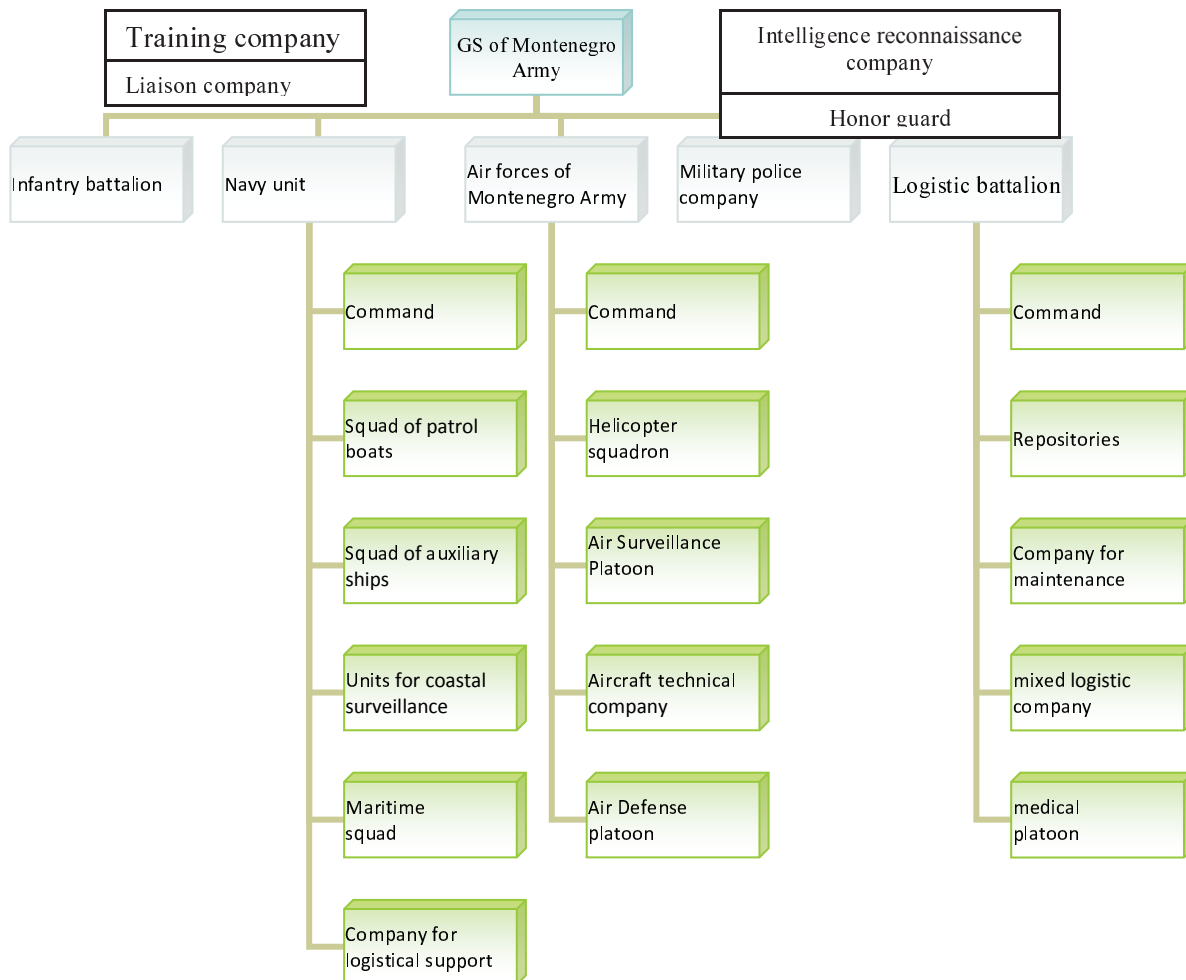 Training company
Liaison company
GS of Montenegro
Army
Intelligence reconnaissance
company
Honor guard
Infantry battalion
Navy unit
Air forces of
Montenegro Army
Military police
company
Logistic battalion
Command
Squad of patrol
boats
Squad of auxiliary
ships
Units for coastal
surveillance
Maritime
squad
Company for
logistical support
Command
Helicopter
squadron
Air Surveillance
Platoon
Aircraft technical
company
Air Defense
platoon
Command
Repositories
Company for
maintenance
mixed logistic
company
medical
platoon